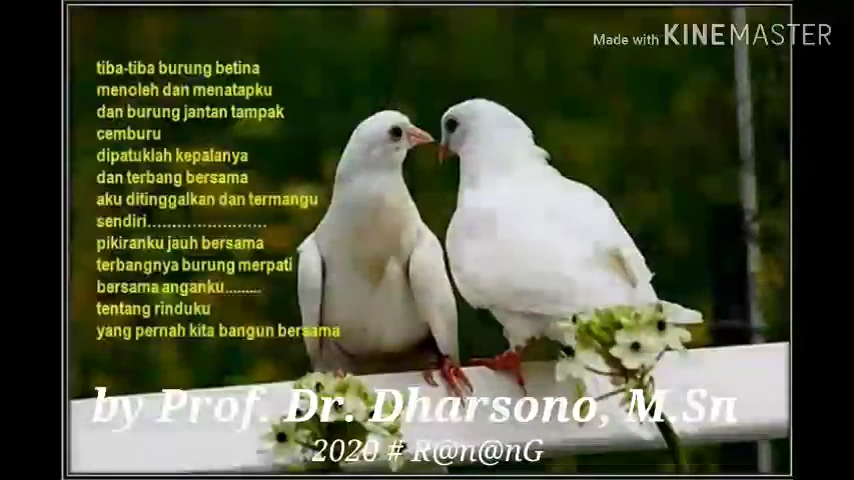 Made with KINEMASTER
tiba-tiba burung betina
menoleh dan menatapku
dan burung jantan tampak
cemburu
dipatuklah kepalanya
dan terbang bersama
aku ditinggalkan dan termangu
sendiri........................
pikiranku jauh bersama
terbangnya burung merpati
bersama anganku.........
tentang rinduku
yang pernah kita bangun bersama
by Prof. Dr. Dharsono, M.Sn
2020 # R@n@nG